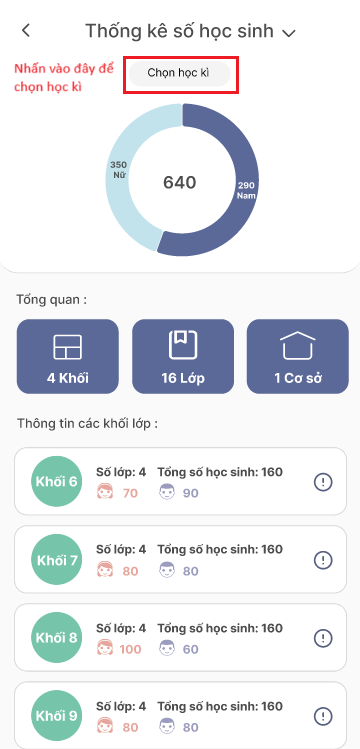 Thống kê số học sinh
Nhấn vào đây để
chọn học kì
Chọn học kì
350
Nữ
640
290
Nam
Tổng quan :
4 Khối
16 Lớp
1 Cơ sở
Thông tin các khối lớp :
Khối 6
Số lớp: 4 Tổng số học sinh: 160
70 90
Khối 7
Số lớp: 4 Tổng số học sinh: 160
80 80
Khối 8
Số lớp: 4 Tổng số học sinh: 160
100 60
Khối 9
Số lớp: 4 Tổng số học sinh: 160
80 80